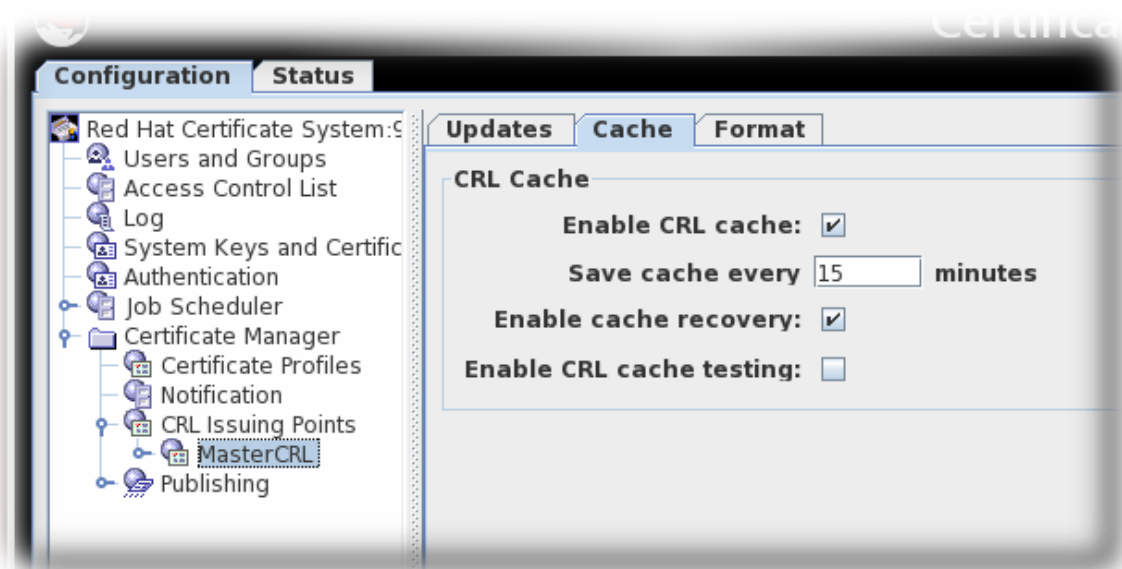 Certifica
Configuration Status
Red Hat Certificate System:9
Users and Groups
Access Control List
Log
System Keys and Certific
Authentication
Job Scheduler
Certificate Manager
Certificate Profiles
Notification
CRL Issuing Points
MasterCRL
Publishing
Updates Cache Format
CRL Cache
Enable CRL cache:
Save cache every 15 minutes
Enable cache recovery:
Enable CRL cache testing: